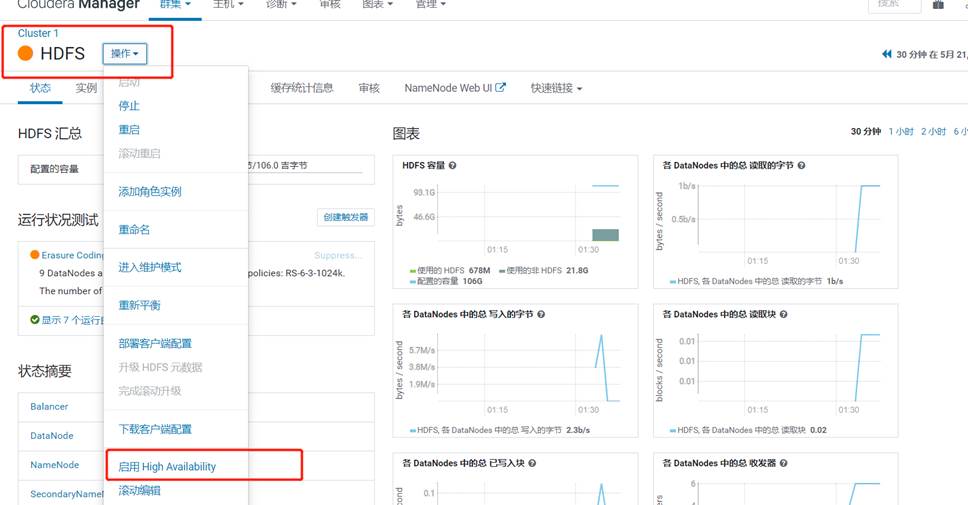 Cloudera Manager 群集 主机 诊断 审核 图表 管理 搜索
Cluster 1
HDFS 操作
30 分钟 在 5月 21,
状态 实例 缓存统计信息 审核 NameNode Web UI 快速链接
启动
停止
重启
滚动重启
添加角色实例
重命名
进入维护模式
重新平衡
部署客户端配置
升级 HDFS 元数据
完成滚动升级
下载客户端配置
启用 High Availability
滚动编辑
HDFS 汇总
配置的容量 /106.0 吉字节
运行状况测试 创建触发器
Erasure Coding Suppress...
9 DataNodes a policies: RS-6-3-1024k.
The number of
显示 7 个运行
状态摘要
Balancer
DataNode
NameNode
SecondaryName
图表 30 分钟 1 小时 2 小时 6 小
HDFS 容量
bytes
93.1G
46.6G
01:15 01:30
使用的 HDFS 678M 使用的非 HDFS 21.8G
配置的容量 106G
各 DataNodes 中的总 读取的字节
bytes / second
1b/s
0.5b/s
01:15 01:30
HDFS, 各 DataNodes 中的总 读取的字节 1b/s
各 DataNodes 中的总 写入的字节
bytes / second
5.7M/s
3.8M/s
1.9M/s
01:15 01:30
HDFS, 各 DataNodes 中的总 写入的字节 2.3b/s
各 DataNodes 中的总 读取块
blocks / second
0.01
0.01
0.01
01:15 01:30
HDFS, 各 DataNodes 中的总 读取块 0.02
各 DataNodes 中的总 已写入块
0.1
各 DataNodes 中的总 收发器
6
4